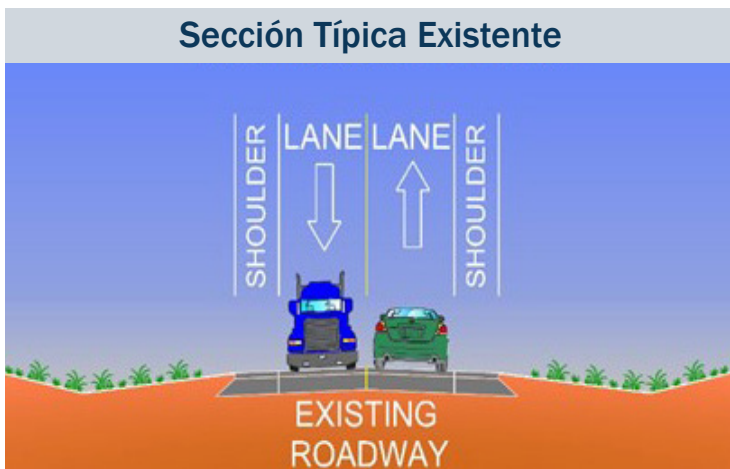 Sección Típica Existente
SHOULDER
LANE
LANE
SHOULDER
EXISTING
ROADWAY